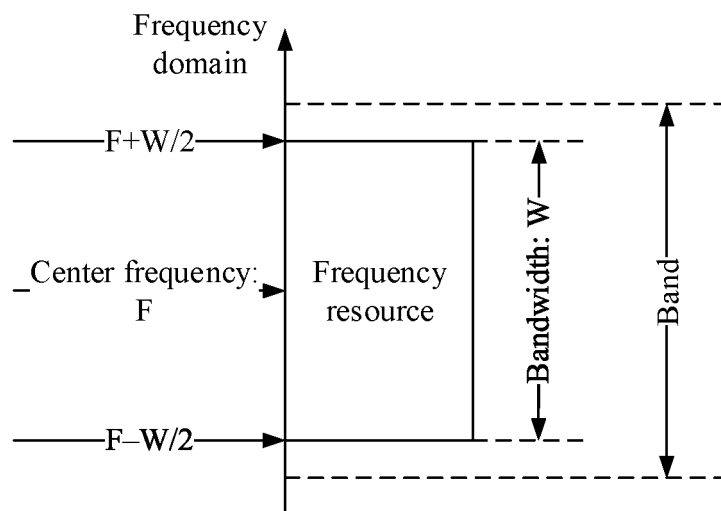 Frequency
domain
F+W/2
Center frequency:
F
Frequency
resource
Bandwidth: W
Band
F–W/2